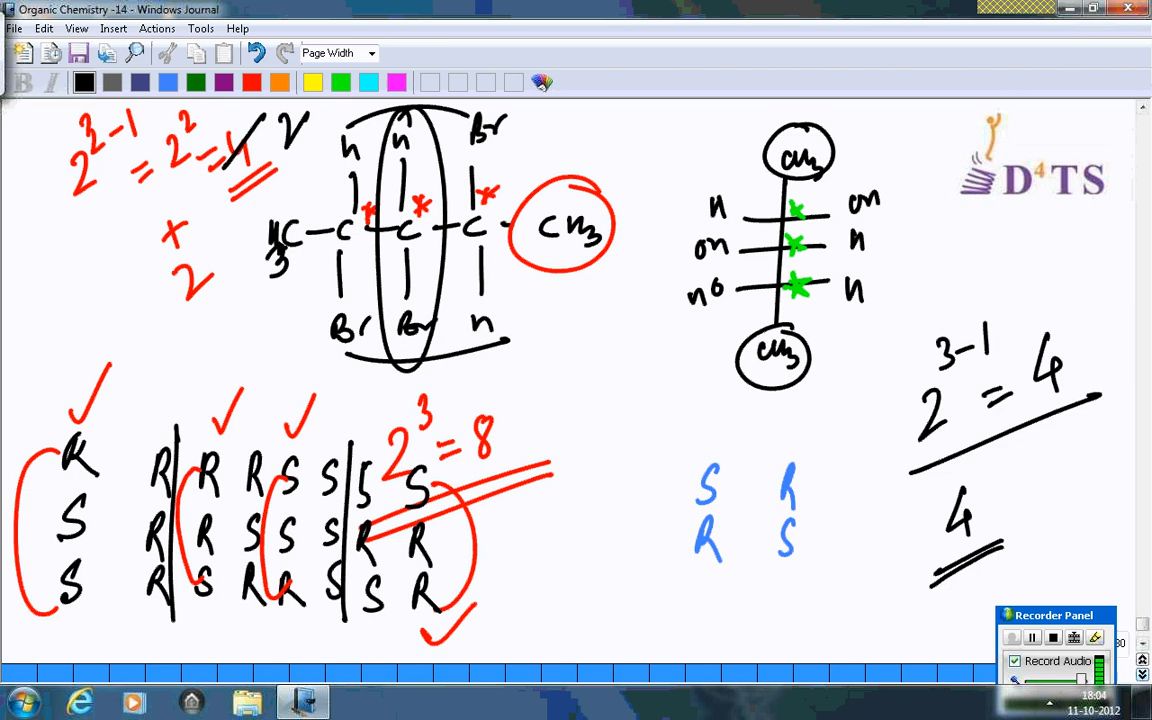 Organic Chemistry -14 - Windows Journal
File Edit View Insert Actions Tools Help
Page Width
B I
2^{3-1} = 2^2 = 4
+
2
H H Br
H3C - C - C - C - CH3
* * *
Br Br H
CH3
H OH
OH H
HO H
CH3
2^{3-1} = 4
4
2^3 = 8
R R R R S S S S
S R R S S S R R
S R S R R S S R
S R
R S
D4TS
Recorder Panel
Record Audio
80
18:04
11-10-2012